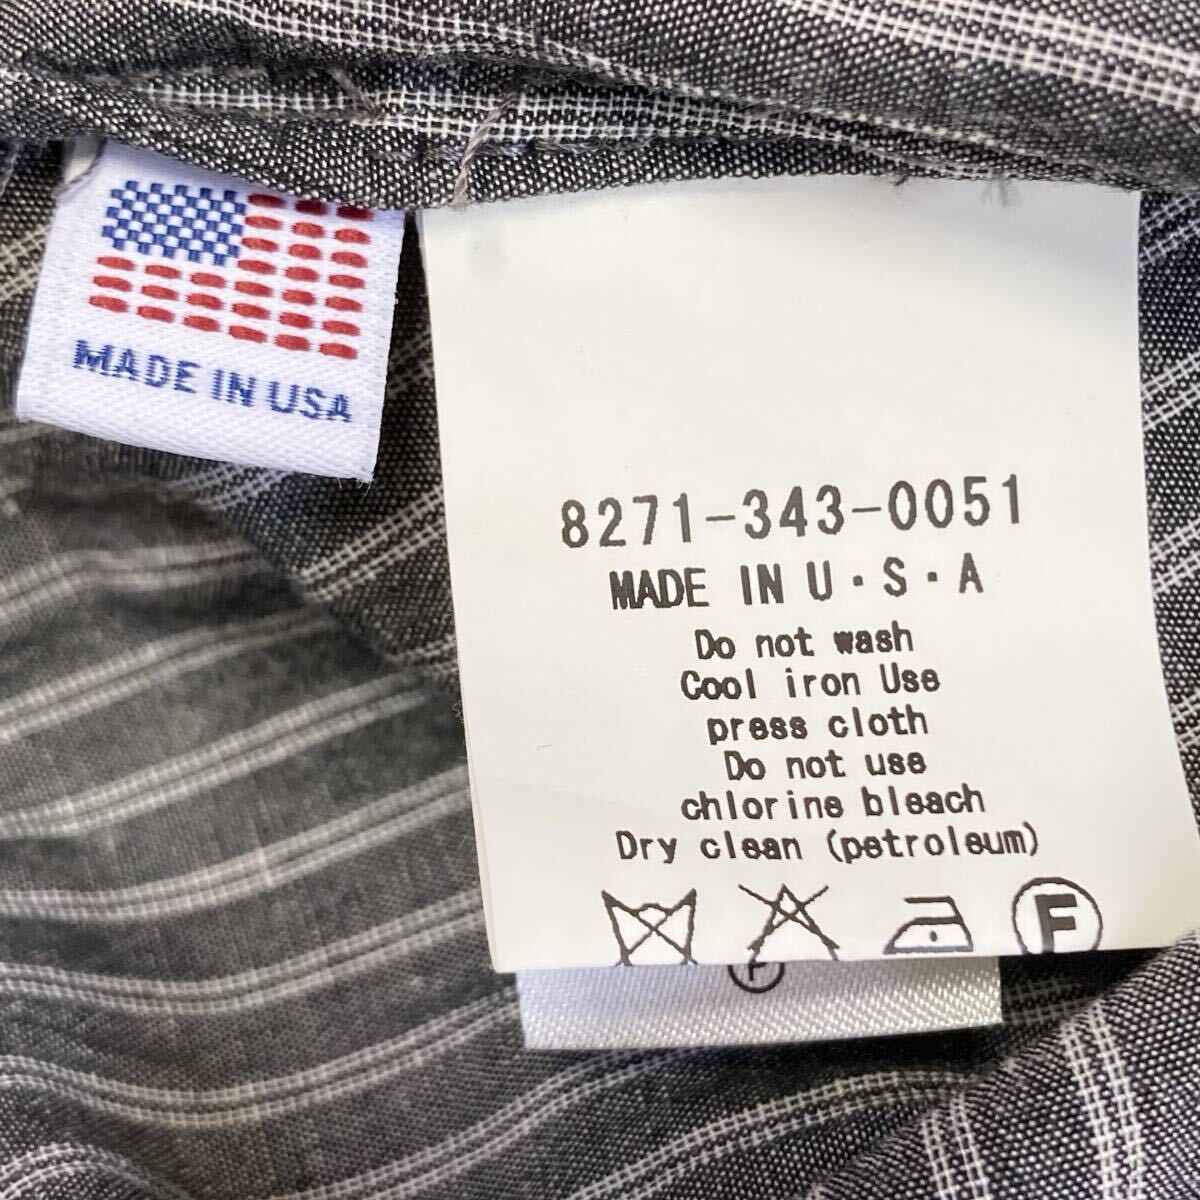 MADE IN USA
8271-343-0051
MADE IN U·S·A
Do not wash
Cool iron Use
press cloth
Do not use
chlorine bleach
Dry clean (petroleum)
F
F